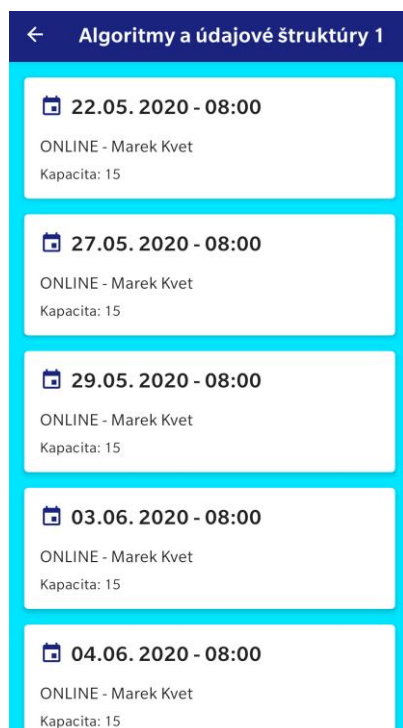 Algoritmy a údajové štruktúry 1
22.05. 2020 - 08:00
ONLINE - Marek Kvet
Kapacita: 15
27.05. 2020 - 08:00
ONLINE - Marek Kvet
Kapacita: 15
29.05. 2020 - 08:00
ONLINE - Marek Kvet
Kapacita: 15
03.06. 2020 - 08:00
ONLINE - Marek Kvet
Kapacita: 15
04.06. 2020 - 08:00
ONLINE - Marek Kvet
Kapacita: 15